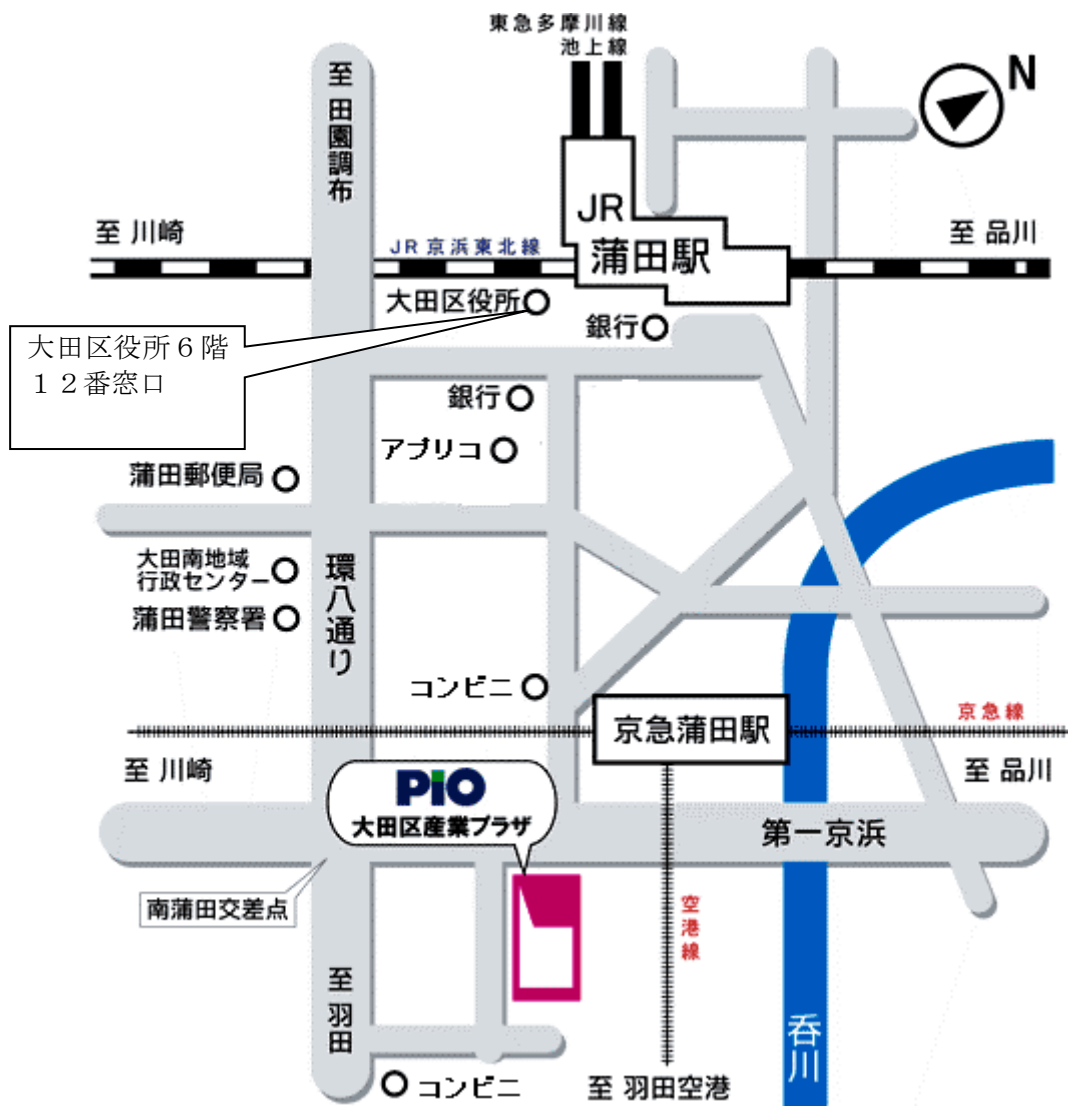 東急多摩川線
池上線
N
至 田園調布
JR
蒲田駅
至 川崎
JR京浜東北線
至 品川
大田区役所
銀行
大田区役所６階
１２番窓口
銀行
アプリコ
蒲田郵便局
大田南地域
行政センター
蒲田警察署
環八通り
コンビニ
京急蒲田駅
京急線
至 川崎
至 品川
PiO
大田区産業プラザ
第一京浜
南蒲田交差点
空港線
至 羽田
呑川
コンビニ
至 羽田空港